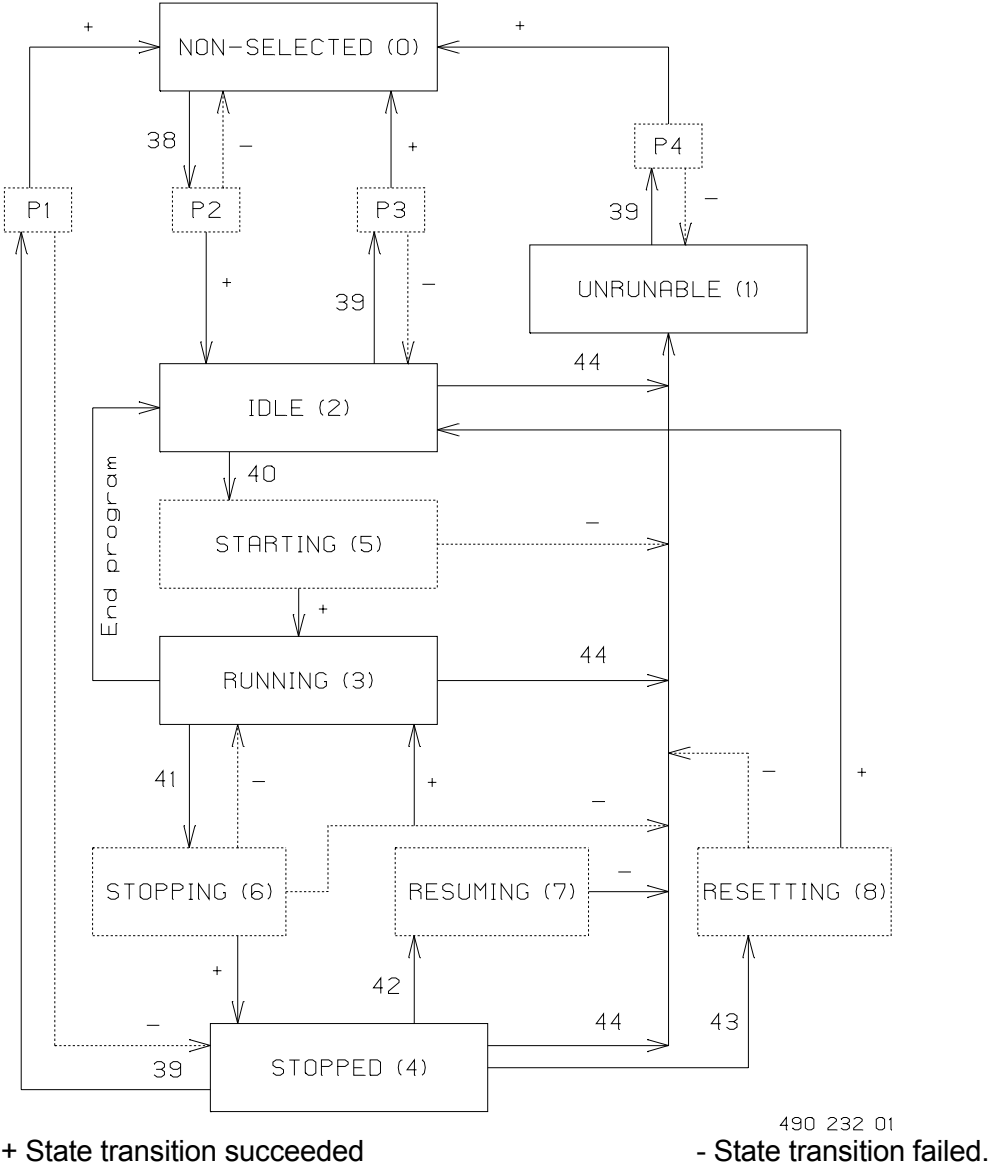 +
NON-SELECTED (0)
+
38
-
+
P4
P1
P2
P3
39
-
+
39
-
UNRUNABLE (1)
44
IDLE (2)
40
End program
STARTING (5)
-
+
RUNNING (3)
44
41
-
+
-
-
+
STOPPING (6)
RESUMING (7)
-
RESETTING (8)
+
42
-
39
44
43
STOPPED (4)
490 232 01
+ State transition succeeded
- State transition failed.